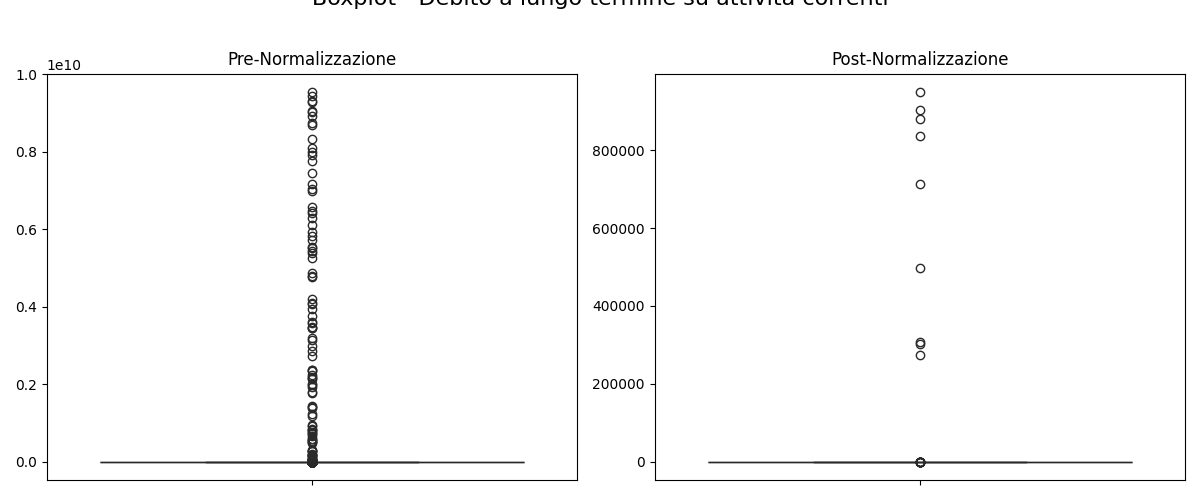 Boxplot - Debito a lungo termine su attività correnti
Pre-Normalizzazione
Post-Normalizzazione
1e10
1.0
0.8
0.6
0.4
0.2
0.0
800000
600000
400000
200000
0